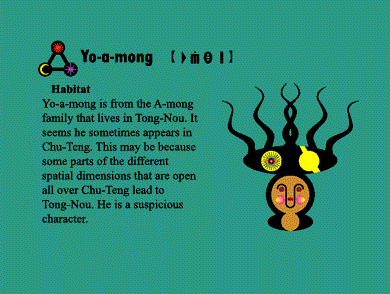 Yo-a-mong
Habitat
Yo-a-mong is from the A-mong
family that lives in Tong-Nou. It
seems he sometimes appears in
Chu-Teng. This may be because
some parts of the different
spatial dimensions that are open
all over Chu-Teng lead to
Tong-Nou. He is a suspicious
character.